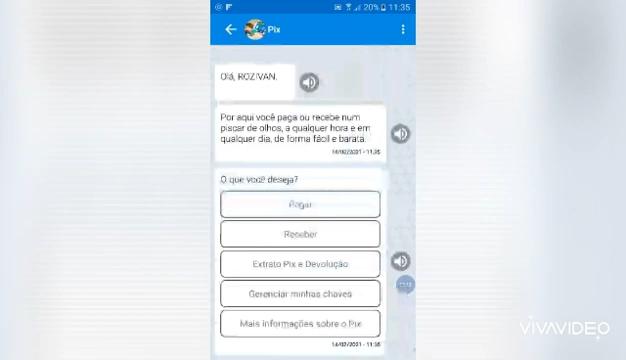 20% 11:35
Pix
Olá, ROZIVAN.
Por aqui você paga ou recebe num
piscar de olhos, a qualquer hora e em
qualquer dia, de forma fácil e barata.
14/02/2021 - 11:35
O que você deseja?
Pagar
Receber
Extrato Pix e Devolução
Gerenciar minhas chaves
Mais informações sobre o Pix
14/02/2021 - 11:35
VIVAVIDEO